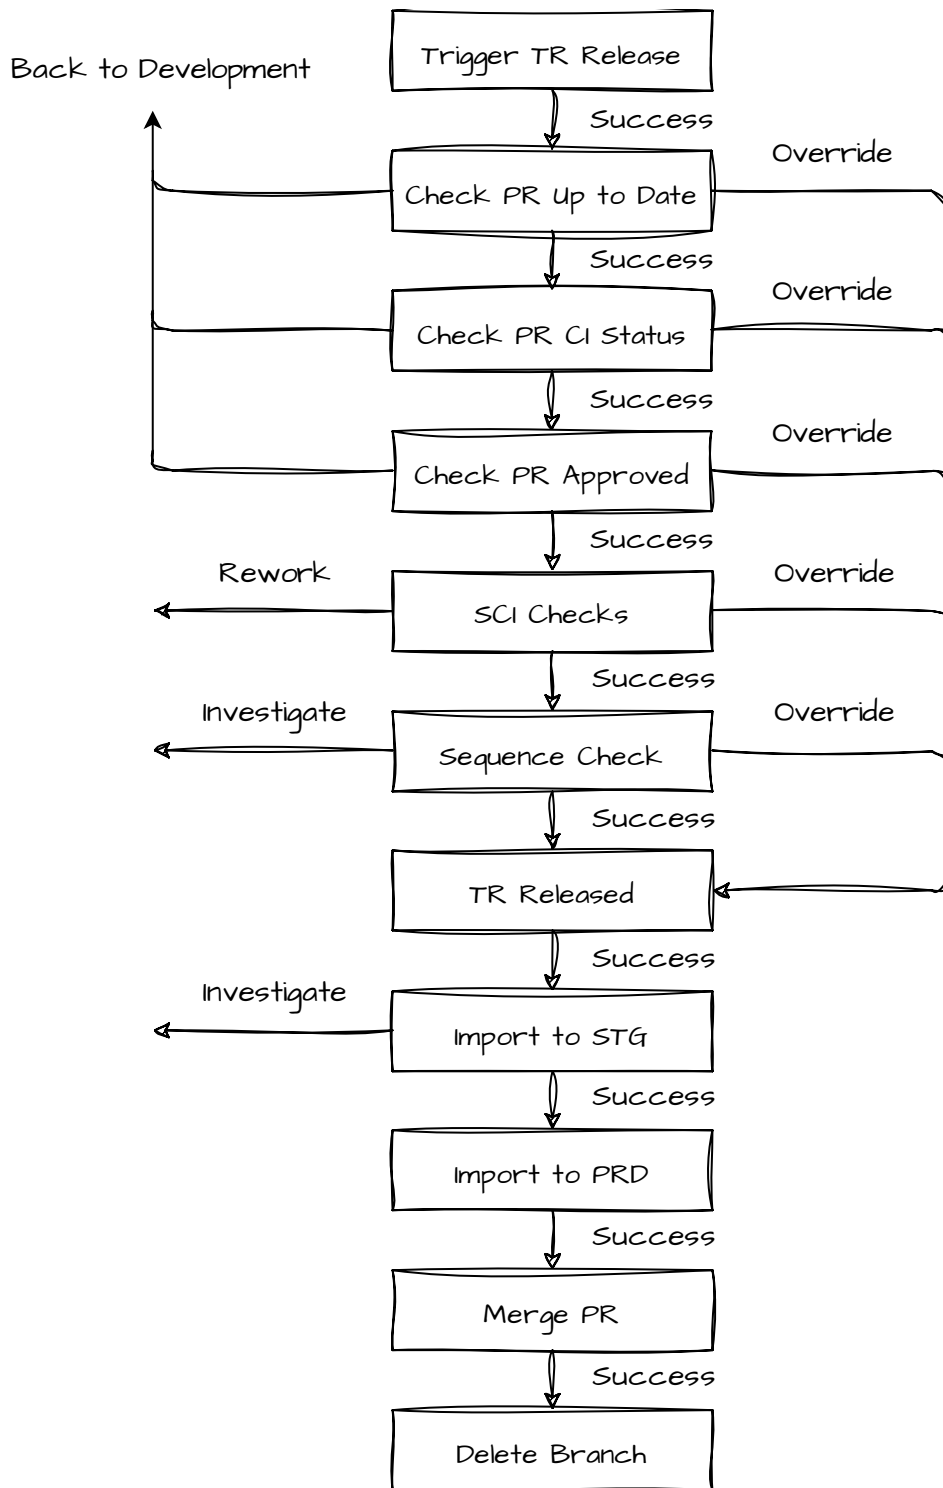 Trigger TR Release
Back to Development
Success
Override
Check PR Up to Date
Success
Override
Check PR CI Status
Success
Override
Check PR Approved
Success
Rework
Override
SCI Checks
Success
Investigate
Override
Sequence Check
Success
TR Released
Success
Investigate
Import to STG
Success
Import to PRD
Success
Merge PR
Success
Delete Branch